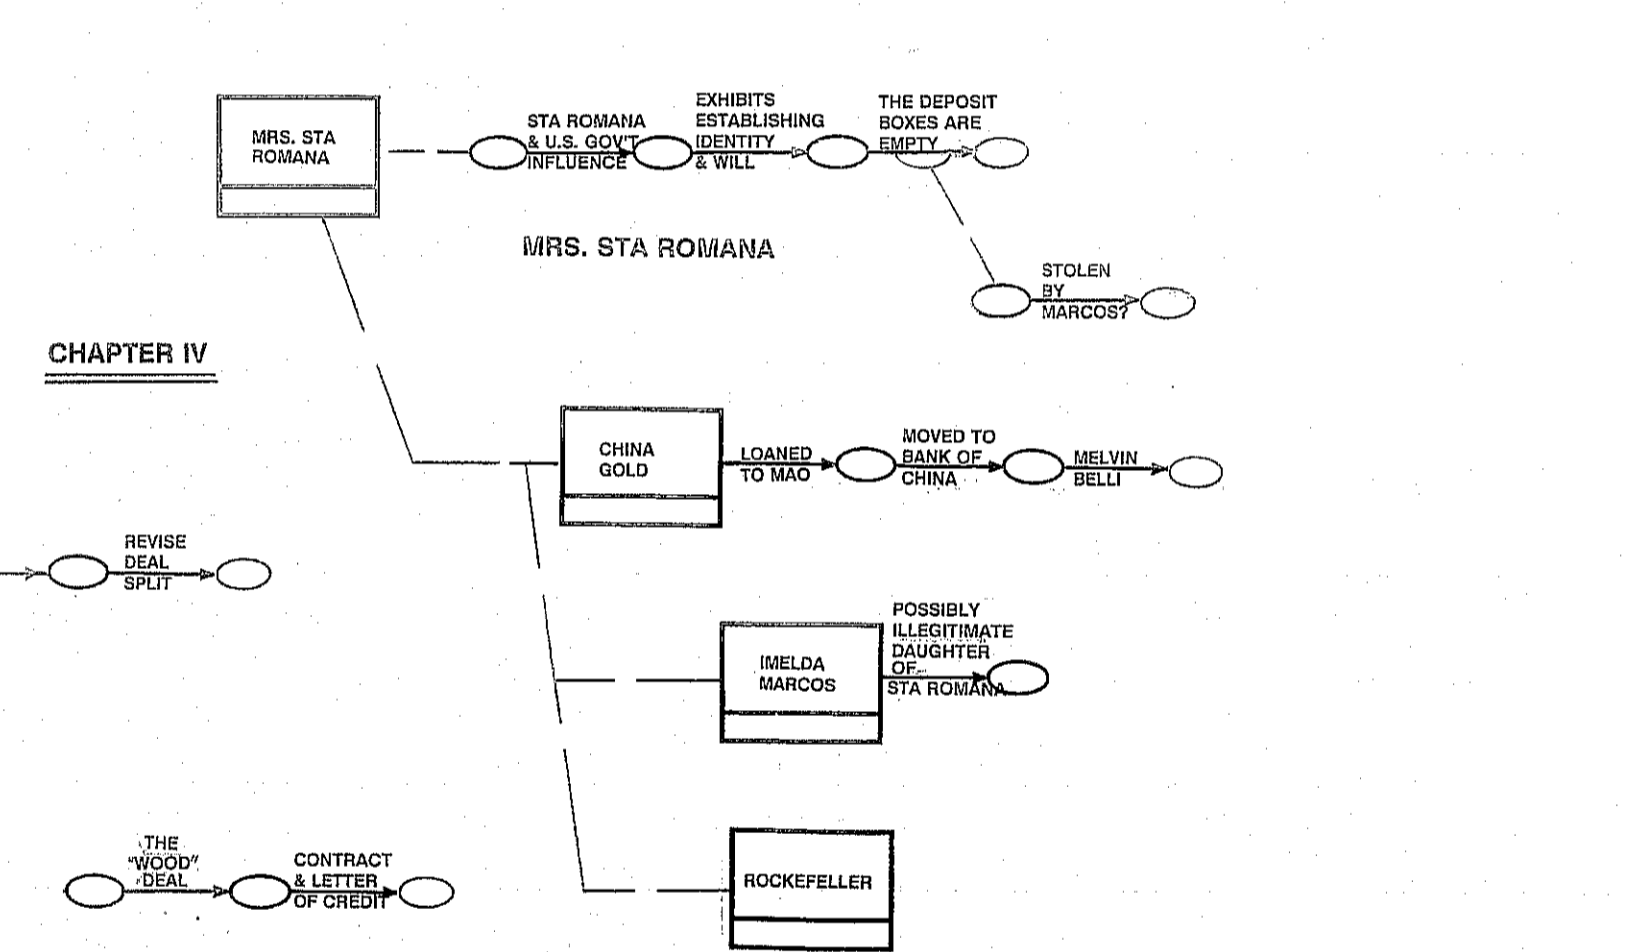 MRS. STA
ROMANA
STA ROMANA
& U.S. GOV'T
INFLUENCE
EXHIBITS
ESTABLISHING
IDENTITY
& WILL
THE DEPOSIT
BOXES ARE
EMPTY
MRS. STA ROMANA
STOLEN
BY
MARCOS?
CHAPTER IV
CHINA
GOLD
LOANED
TO MAO
MOVED TO
BANK OF
CHINA
MELVIN
BELLI
REVISE
DEAL
SPLIT
IMELDA
MARCOS
POSSIBLY
ILLEGITIMATE
DAUGHTER
OF
STA ROMANA
THE
"WOOD"
DEAL
CONTRACT
& LETTER
OF CREDIT
ROCKEFELLER